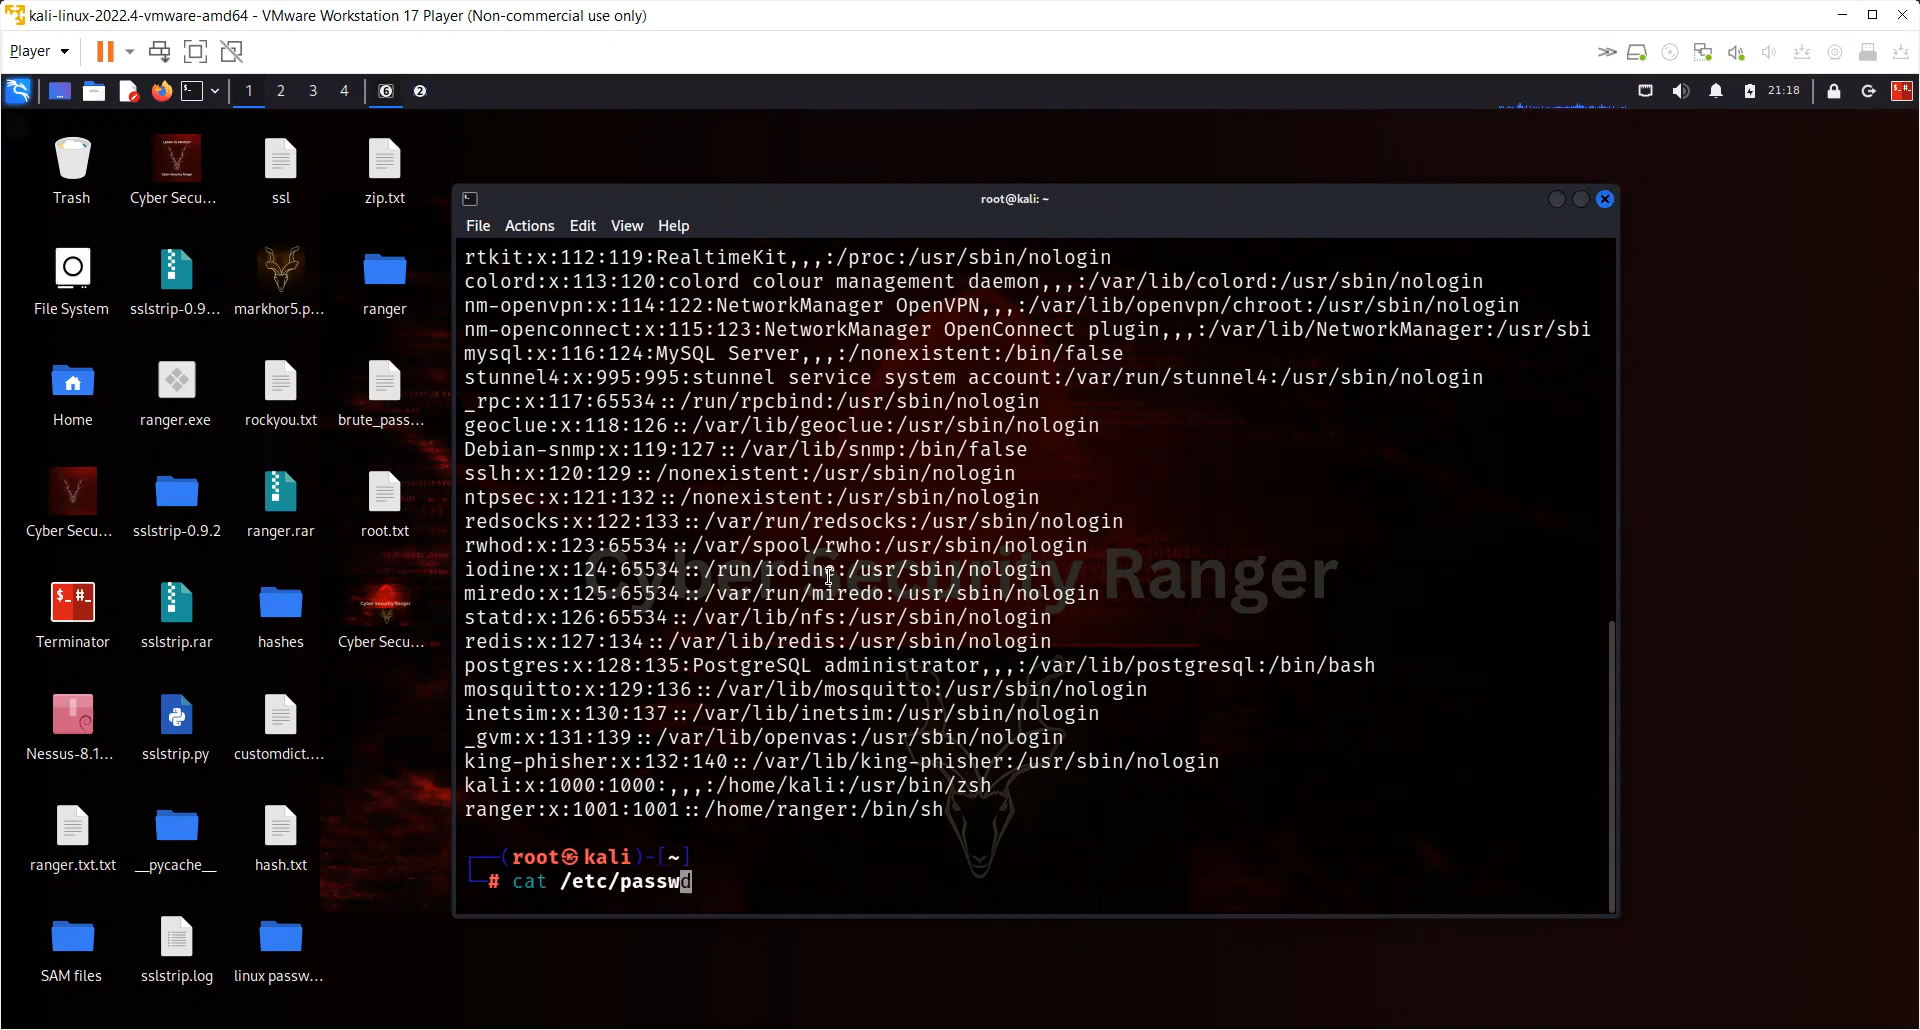 kali-linux-2022.4-vmware-amd64 - VMware Workstation 17 Player (Non-commercial use only)
Player
1 2 3 4 6 2 21:18
Trash
Cyber Secu...
ssl
zip.txt
File System
sslstrip-0.9...
markhor5.p...
ranger
Home
ranger.exe
rockyou.txt
brute_pass...
Cyber Secu...
sslstrip-0.9.2
ranger.rar
root.txt
Terminator
sslstrip.rar
hashes
Cyber Secu...
Nessus-8.1...
sslstrip.py
customdict....
ranger.txt.txt
__pycache__
hash.txt
SAM files
sslstrip.log
linux passw...
root@kali: ~
File Actions Edit View Help
rtkit:x:112:119:RealtimeKit,,,:/proc:/usr/sbin/nologin
colord:x:113:120:colord colour management daemon,,,:/var/lib/colord:/usr/sbin/nologin
nm-openvpn:x:114:122:NetworkManager OpenVPN,,,:/var/lib/openvpn/chroot:/usr/sbin/nologin
nm-openconnect:x:115:123:NetworkManager OpenConnect plugin,,,:/var/lib/NetworkManager:/usr/sbi
mysql:x:116:124:MySQL Server,,,:/nonexistent:/bin/false
stunnel4:x:995:995:stunnel service system account:/var/run/stunnel4:/usr/sbin/nologin
_rpc:x:117:65534::/run/rpcbind:/usr/sbin/nologin
geoclue:x:118:126::/var/lib/geoclue:/usr/sbin/nologin
Debian-snmp:x:119:127::/var/lib/snmp:/bin/false
sslh:x:120:129::/nonexistent:/usr/sbin/nologin
ntpsec:x:121:132::/nonexistent:/usr/sbin/nologin
redsocks:x:122:133::/var/run/redsocks:/usr/sbin/nologin
rwhod:x:123:65534::/var/spool/rwho:/usr/sbin/nologin
iodine:x:124:65534::/run/iodine:/usr/sbin/nologin
miredo:x:125:65534::/var/run/miredo:/usr/sbin/nologin
statd:x:126:65534::/var/lib/nfs:/usr/sbin/nologin
redis:x:127:134::/var/lib/redis:/usr/sbin/nologin
postgres:x:128:135:PostgreSQL administrator,,,:/var/lib/postgresql:/bin/bash
mosquitto:x:129:136::/var/lib/mosquitto:/usr/sbin/nologin
inetsim:x:130:137::/var/lib/inetsim:/usr/sbin/nologin
_gvm:x:131:139::/var/lib/openvas:/usr/sbin/nologin
king-phisher:x:132:140::/var/lib/king-phisher:/usr/sbin/nologin
kali:x:1000:1000:,,,:/home/kali:/usr/bin/zsh
ranger:x:1001:1001::/home/ranger:/bin/sh
(root㉿kali)-[~]
# cat /etc/passwd
Cyber Security Ranger